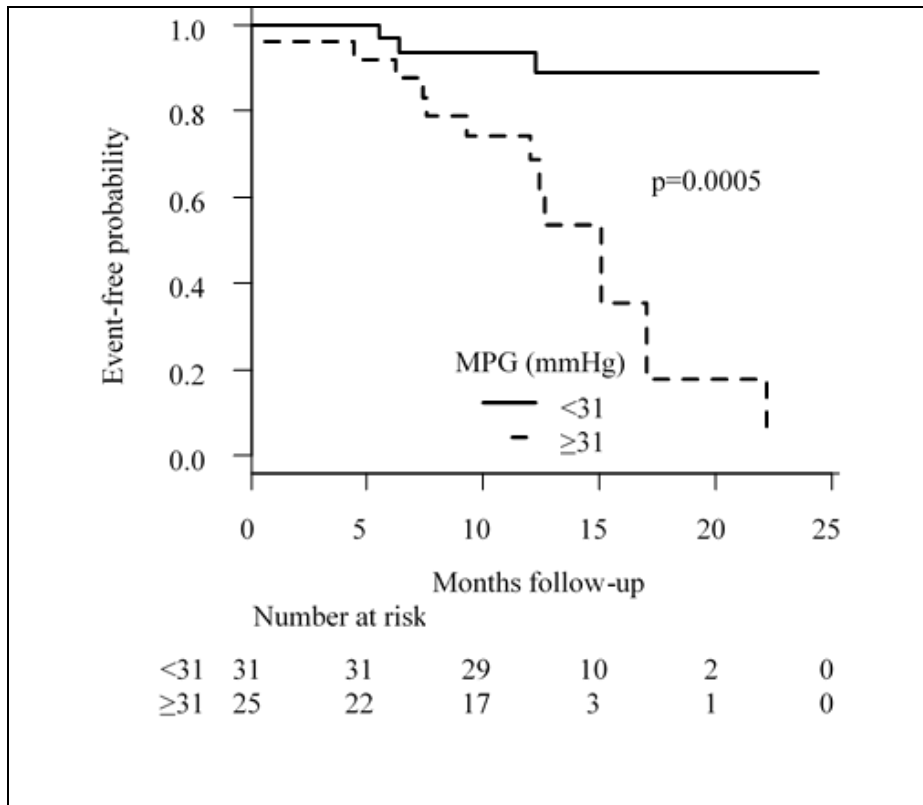 1.0
0.8
0.6
0.4
0.2
0.0
Event-free probability
p=0.0005
MPG (mmHg)
<31
≥31
0 5 10 15 20 25
Months follow-up
Number at risk
<31 31 31 29 10 2 0
≥31 25 22 17 3 1 0